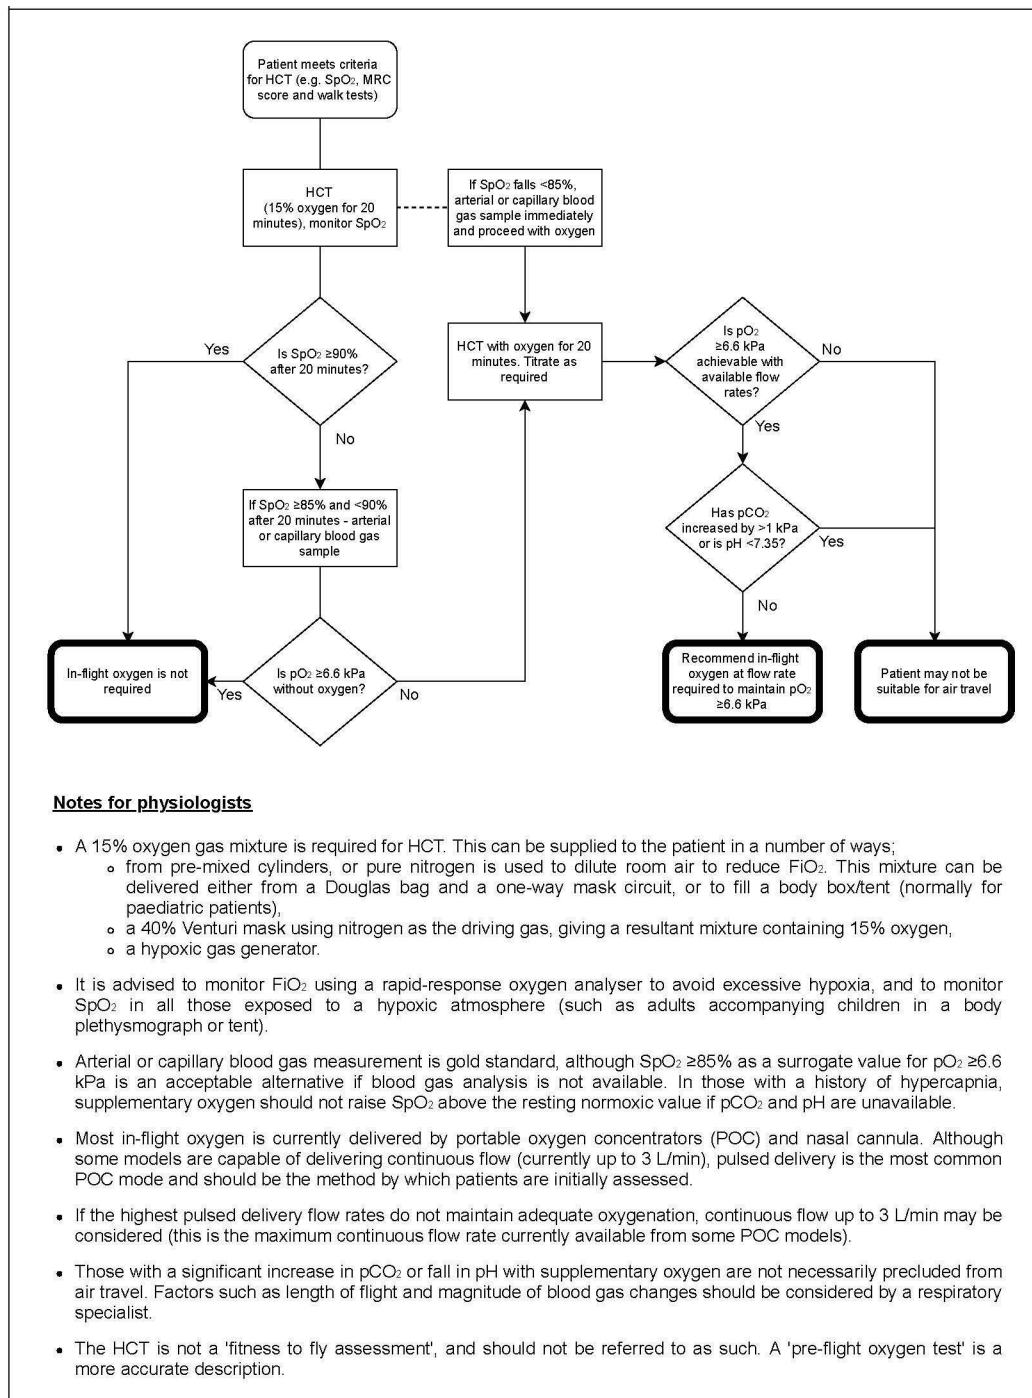 Patient meets criteria
for HCT (e.g. SpO₂, MRC
score and walk tests)
HCT
(15% oxygen for 20
minutes), monitor SpO₂
If SpO₂ falls <85%,
arterial or capillary blood
gas sample immediately
and proceed with oxygen
Is SpO₂ ≥90%
after 20 minutes?
Yes
No
HCT with oxygen for 20
minutes. Titrate as
required
Is pO₂
≥6.6 kPa
achievable with
available flow
rates?
No
Yes
If SpO₂ ≥85% and <90%
after 20 minutes - arterial
or capillary blood gas
sample
Has pCO₂
increased by >1 kPa
or is pH <7.35?
Yes
No
In-flight oxygen is not
required
Yes
Is pO₂ ≥6.6 kPa
without oxygen?
No
Recommend in-flight
oxygen at flow rate
required to maintain pO₂
≥6.6 kPa
Patient may not be
suitable for air travel
Notes for physiologists
• A 15% oxygen gas mixture is required for HCT. This can be supplied to the patient in a number of ways;
o from pre-mixed cylinders, or pure nitrogen is used to dilute room air to reduce FiO₂. This mixture can be
delivered either from a Douglas bag and a one-way mask circuit, or to fill a body box/tent (normally for
paediatric patients),
o a 40% Venturi mask using nitrogen as the driving gas, giving a resultant mixture containing 15% oxygen,
o a hypoxic gas generator.
• It is advised to monitor FiO₂ using a rapid-response oxygen analyser to avoid excessive hypoxia, and to monitor
SpO₂ in all those exposed to a hypoxic atmosphere (such as adults accompanying children in a body
plethysmograph or tent).
• Arterial or capillary blood gas measurement is gold standard, although SpO₂ ≥85% as a surrogate value for pO₂ ≥6.6
kPa is an acceptable alternative if blood gas analysis is not available. In those with a history of hypercapnia,
supplementary oxygen should not raise SpO₂ above the resting normoxic value if pCO₂ and pH are unavailable.
• Most in-flight oxygen is currently delivered by portable oxygen concentrators (POC) and nasal cannula. Although
some models are capable of delivering continuous flow (currently up to 3 L/min), pulsed delivery is the most common
POC mode and should be the method by which patients are initially assessed.
• If the highest pulsed delivery flow rates do not maintain adequate oxygenation, continuous flow up to 3 L/min may be
considered (this is the maximum continuous flow rate currently available from some POC models).
• Those with a significant increase in pCO₂ or fall in pH with supplementary oxygen are not necessarily precluded from
air travel. Factors such as length of flight and magnitude of blood gas changes should be considered by a respiratory
specialist.
• The HCT is not a 'fitness to fly assessment', and should not be referred to as such. A 'pre-flight oxygen test' is a
more accurate description.